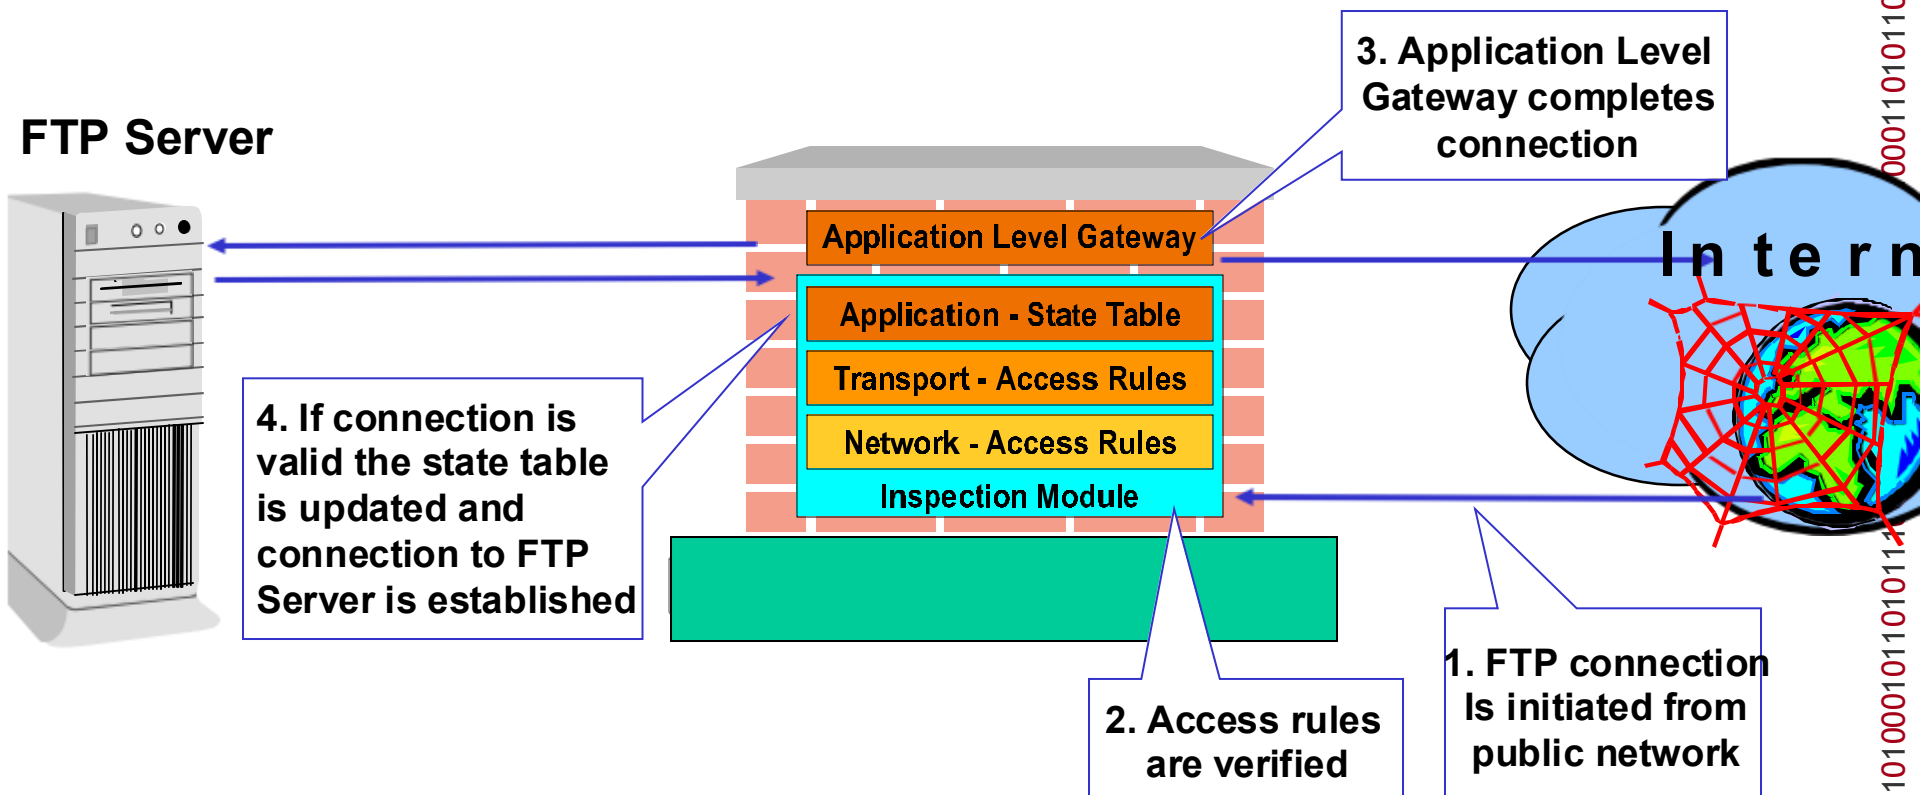 3. Application Level
Gateway completes
connection
FTP Server
Application Level Gateway
Intern
Application - State Table
Transport - Access Rules
Network - Access Rules
Inspection Module
4. If connection is
valid the state table
is updated and
connection to FTP
Server is established
1. FTP connection
Is initiated from
public network
2. Access rules
are verified